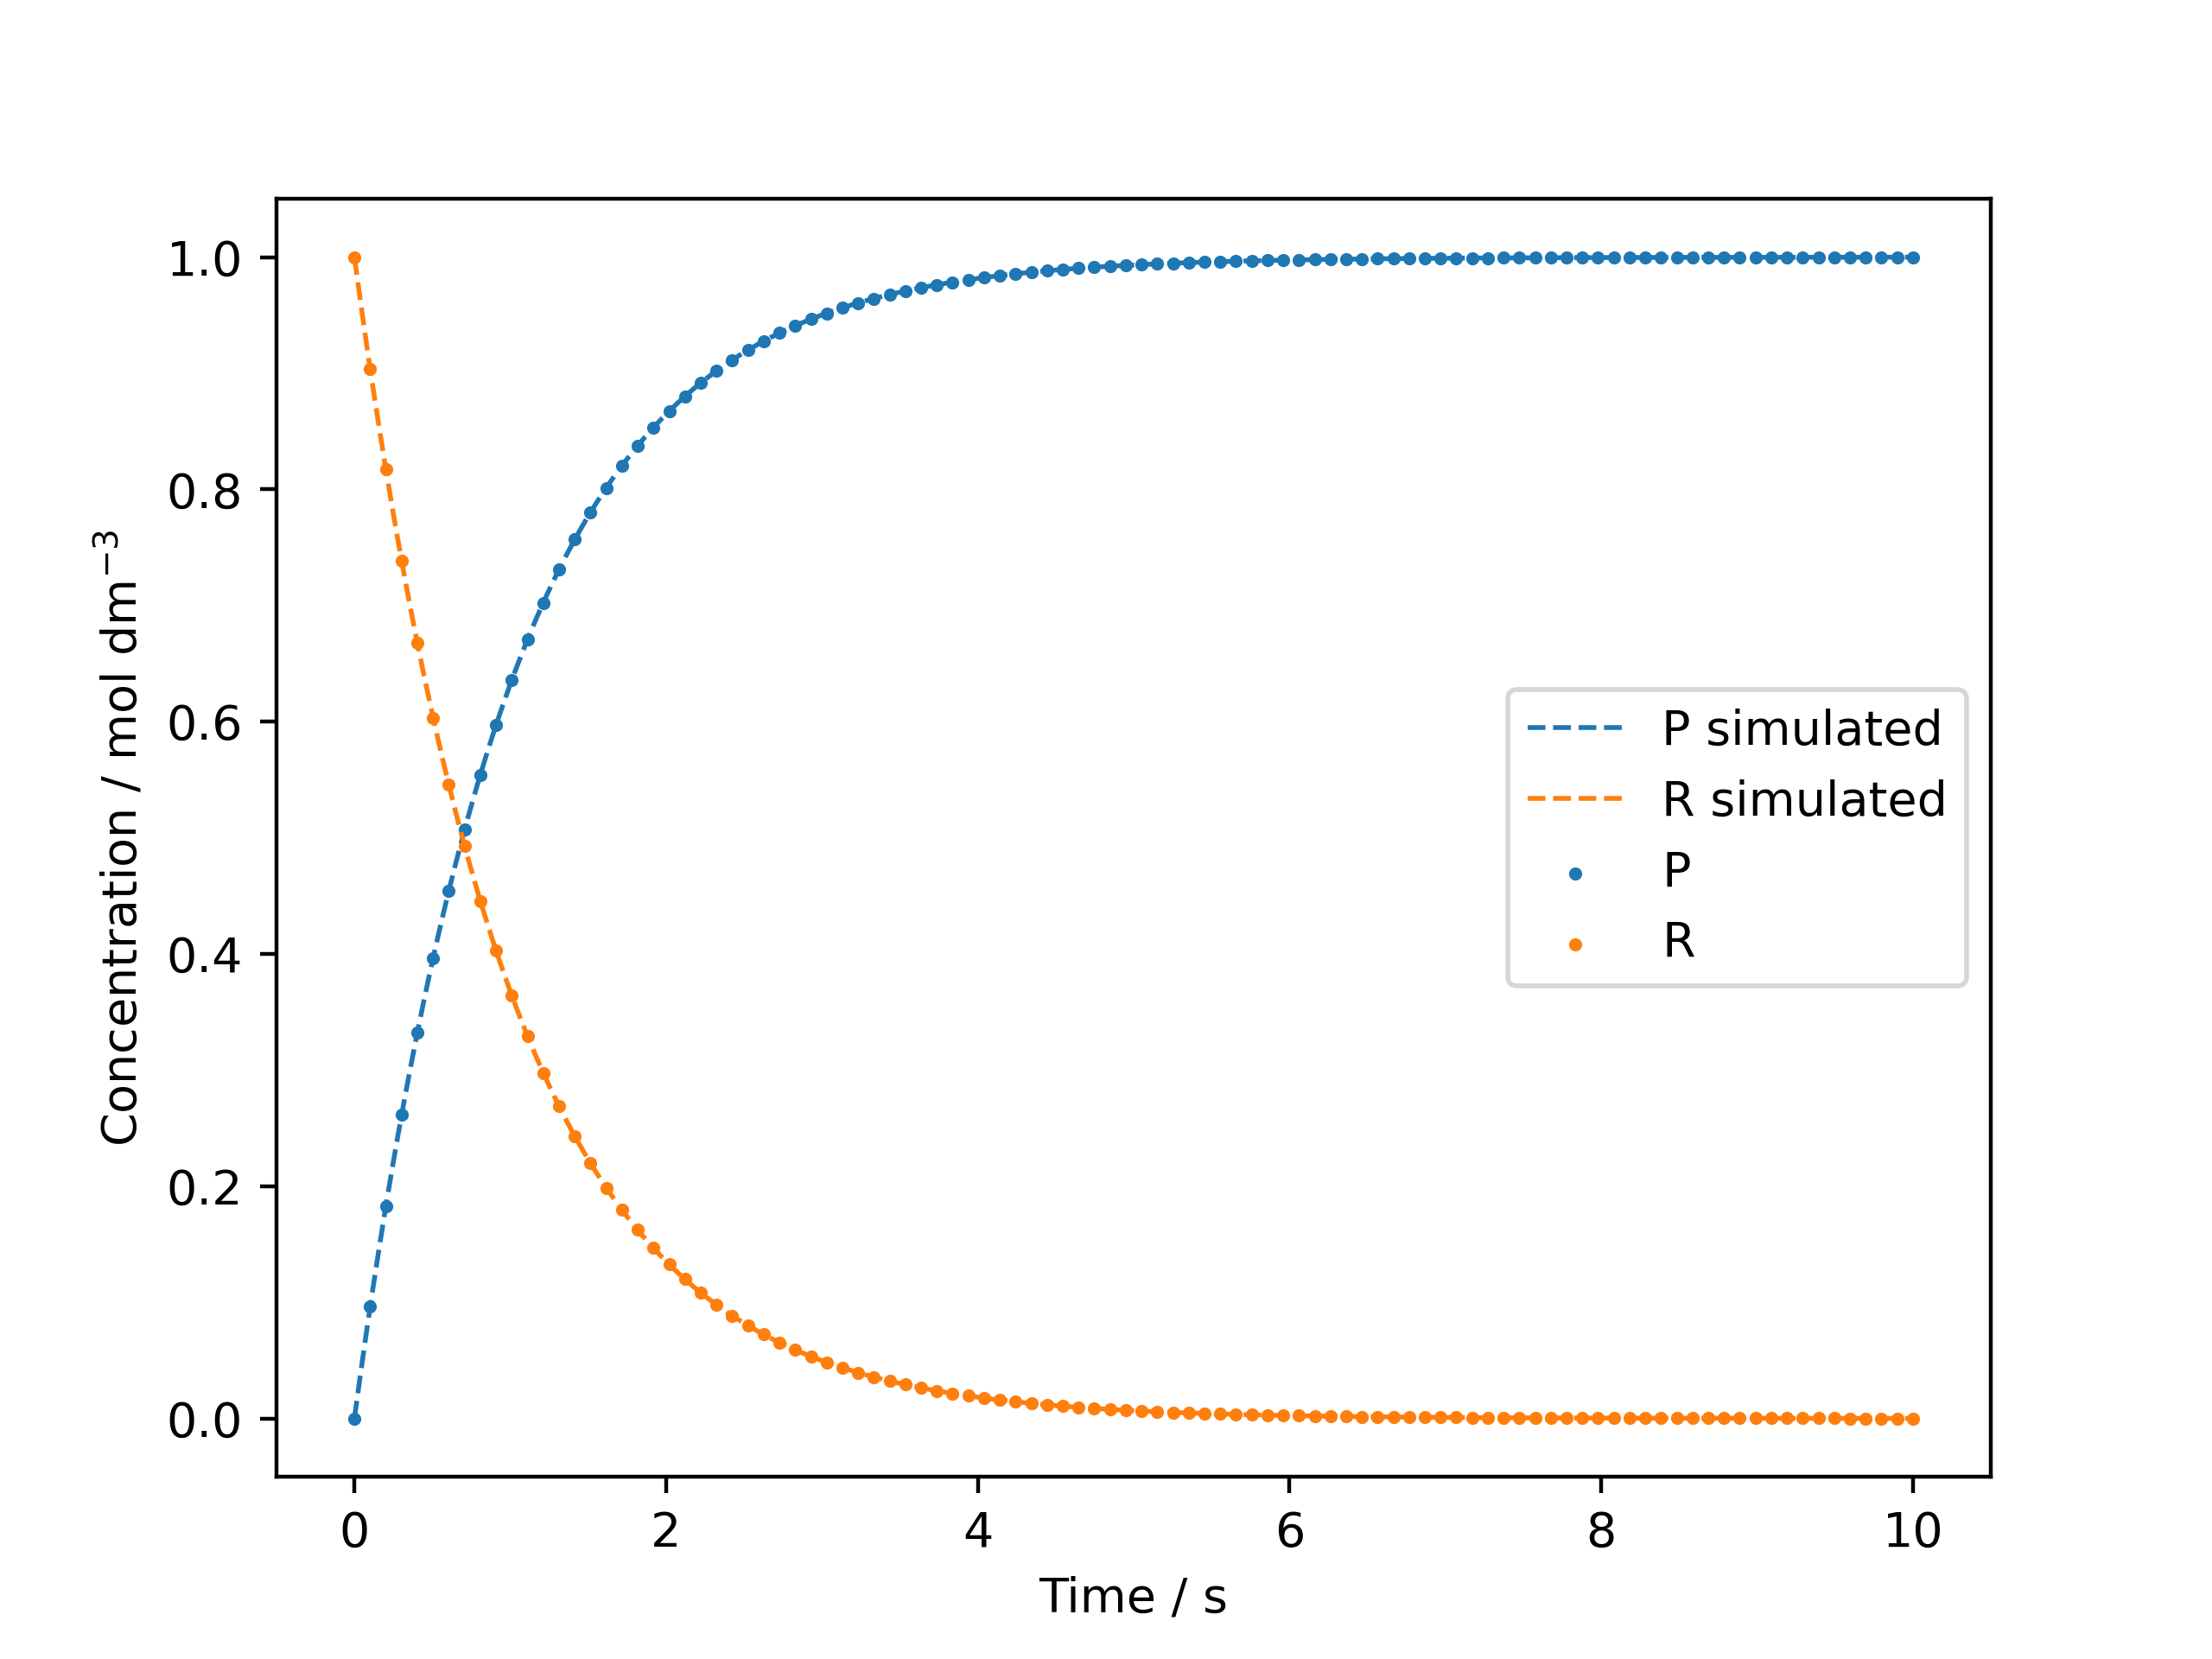 1.0
0.8
0.6
0.4
0.2
0.0
Concentration / mol dm⁻³
P simulated
R simulated
P
R
0 2 4 6 8 10
Time / s